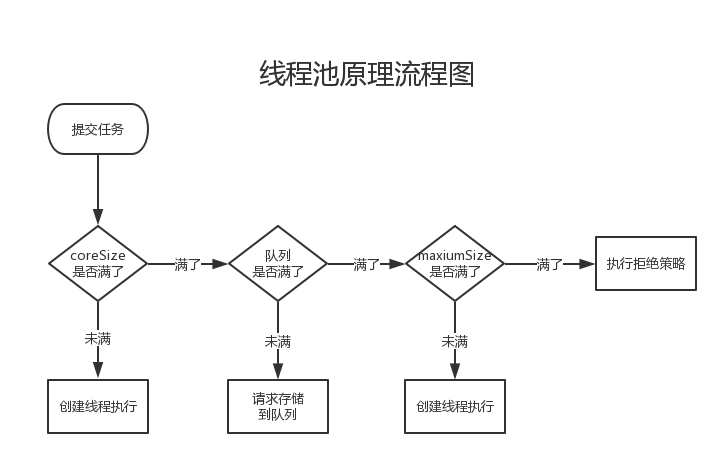 线程池原理流程图
提交任务
coreSize
是否满了
满了
队列
是否满了
满了
maxiumSize
是否满了
满了
执行拒绝策略
未满
未满
未满
创建线程执行
请求存储
到队列
创建线程执行